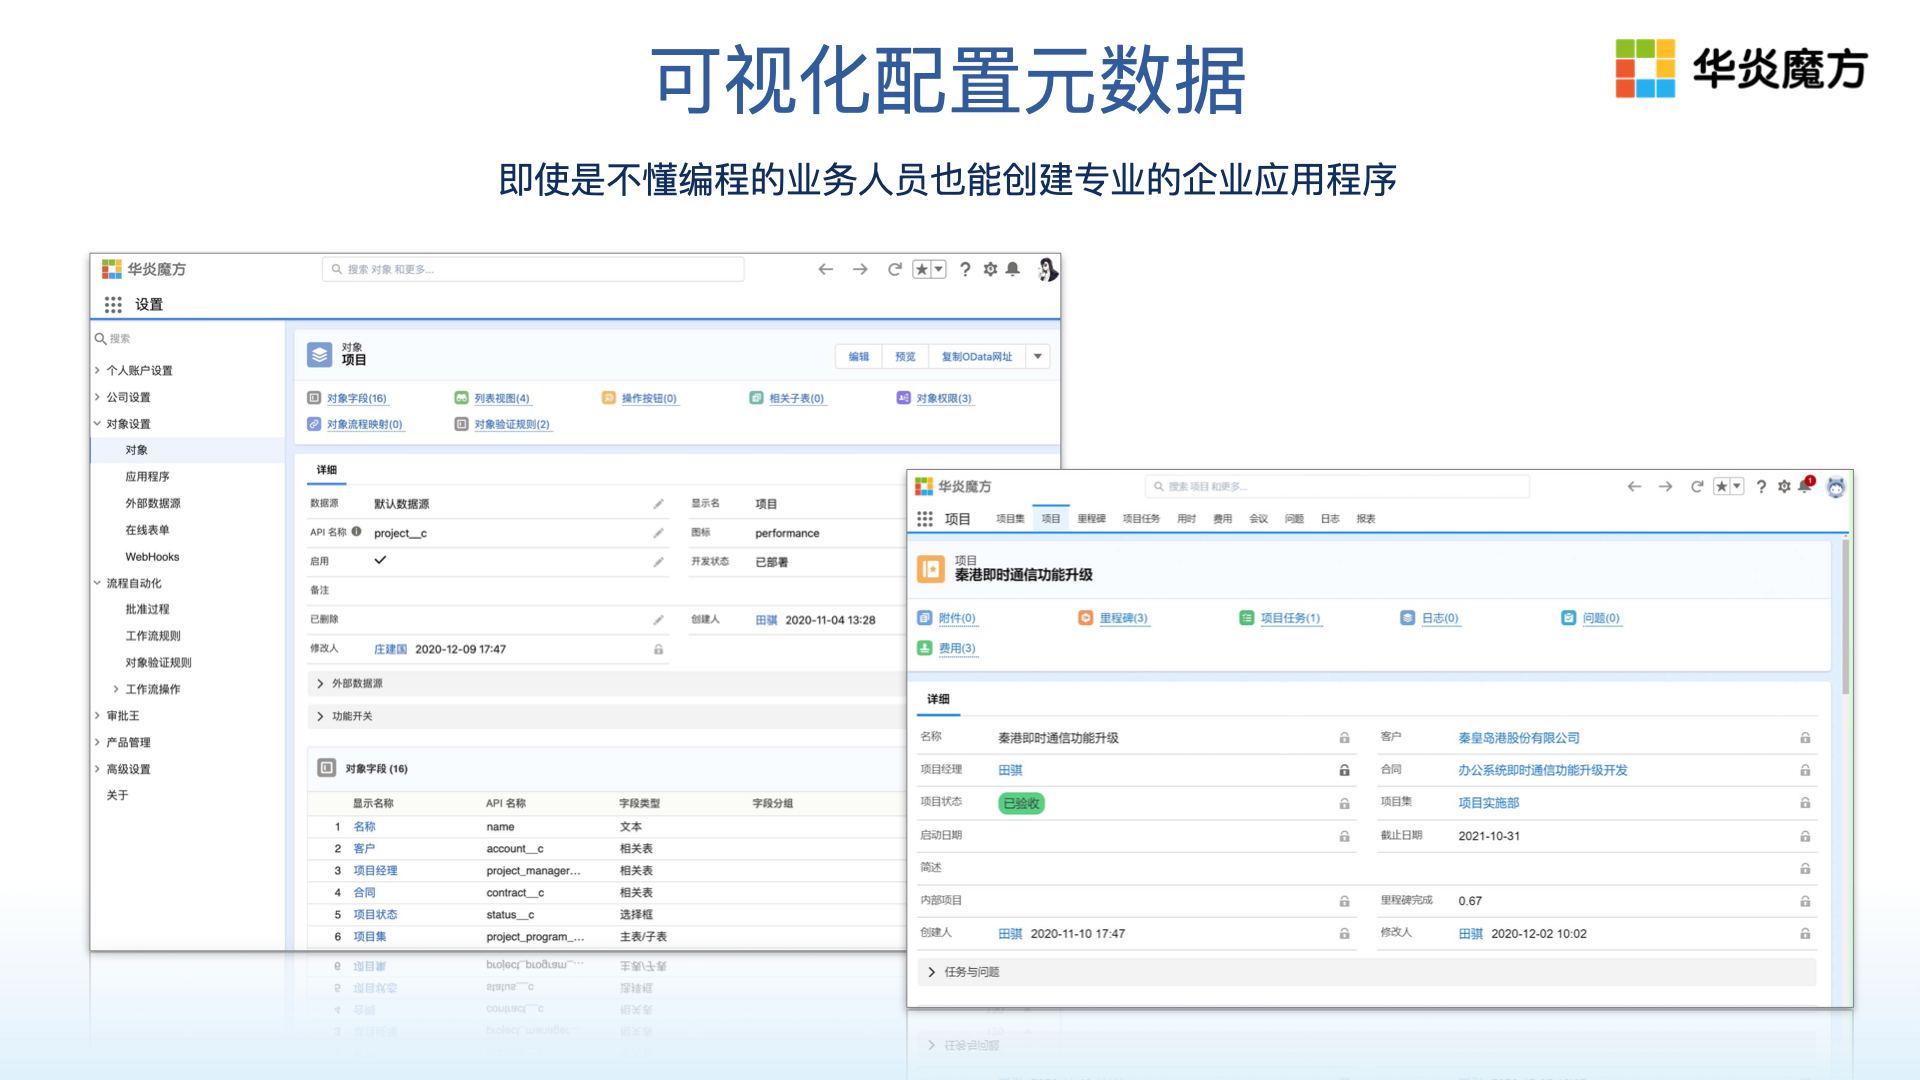 可视化配置元数据
华炎魔方
即使是不懂编程的业务人员也能创建专业的企业应用程序
华炎魔方
搜索 对象 和更多...
设置
搜索
个人账户设置
公司设置
对象设置
对象
应用程序
外部数据源
在线表单
WebHooks
流程自动化
批准过程
工作流规则
对象验证规则
工作流操作
审批王
产品管理
高级设置
关于
对象
项目
编辑 预览 复制OData网址
对象字段(16) 列表视图(4) 操作按钮(0) 相关子表(0) 对象权限(3)
对象流程映射(0) 对象验证规则(2)
详细
数据源 默认数据源 显示名 项目
API 名称 project__c 图标 performance
启用 开发状态 已部署
备注
已删除 创建人 田骐 2020-11-04 13:28
修改人 庄建国 2020-12-09 17:47
外部数据源
功能开关
对象字段 (16)
显示名称 API 名称 字段类型 字段分组
1 名称 name 文本
2 客户 account__c 相关表
3 项目经理 project_manager... 相关表
4 合同 contract__c 相关表
5 项目状态 status__c 选择框
6 项目集 project_program_... 主表/子表
华炎魔方
搜索 项目 和更多...
1
项目 项目集 项目 里程碑 项目任务 用时 费用 会议 问题 日志 报表
项目
秦港即时通信功能升级
附件(0) 里程碑(3) 项目任务(1) 日志(0) 问题(0)
费用(3)
详细
名称 秦港即时通信功能升级 客户 秦皇岛港股份有限公司
项目经理 田骐 合同 办公系统即时通信功能升级开发
项目状态 已验收 项目集 项目实施部
启动日期 截止日期 2021-10-31
简述
内部项目 里程碑完成 0.67
创建人 田骐 2020-11-10 17:47 修改人 田骐 2020-12-02 10:02
任务与问题